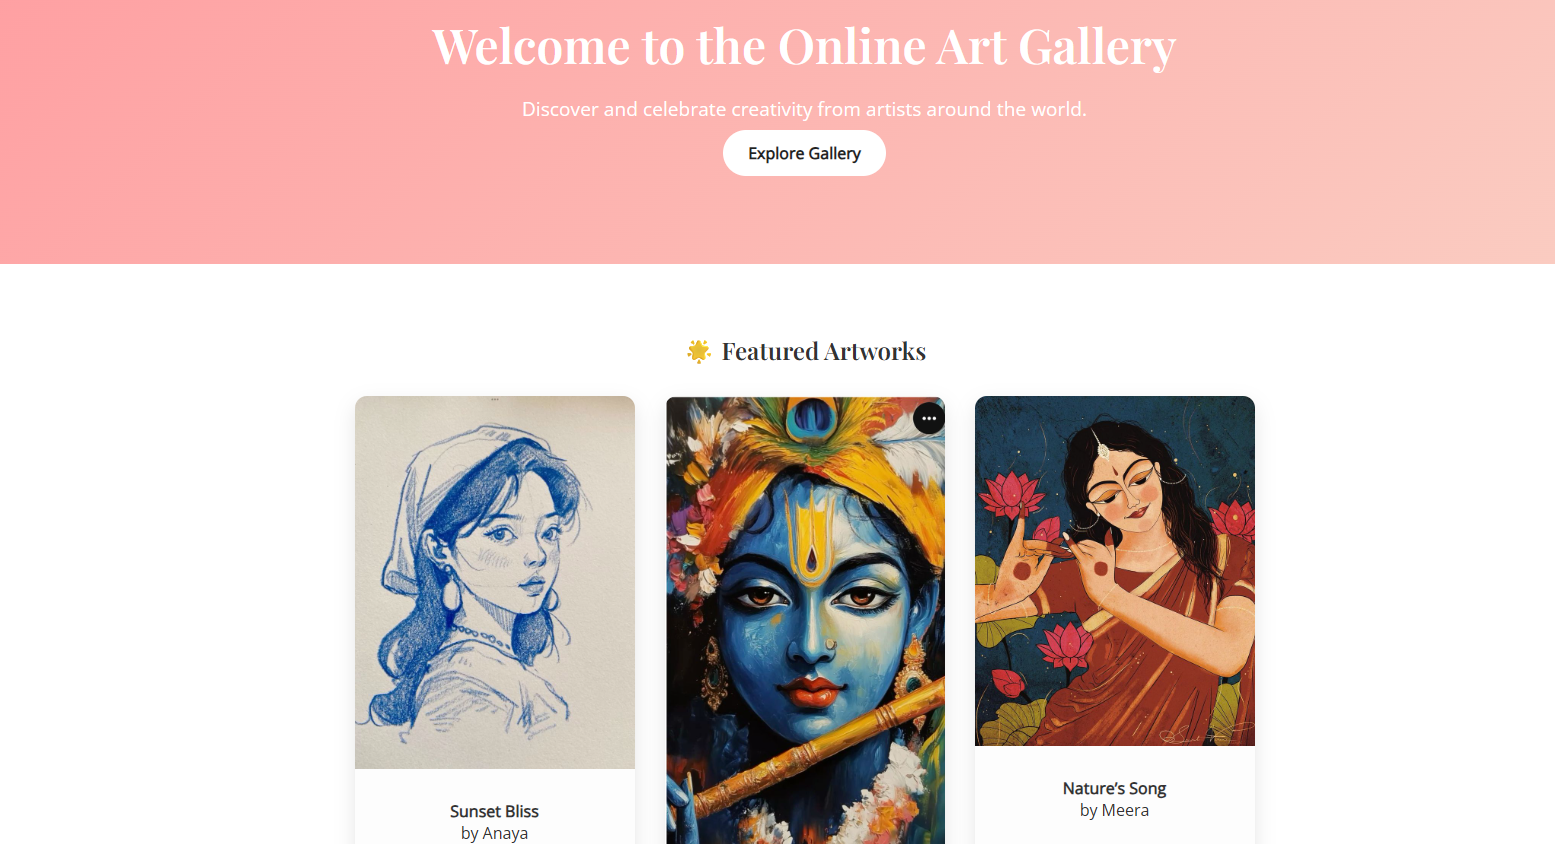 Welcome to the Online Art Gallery
Discover and celebrate creativity from artists around the world.
Explore Gallery
Featured Artworks
Sunset Bliss
by Anaya
Nature’s Song
by Meera